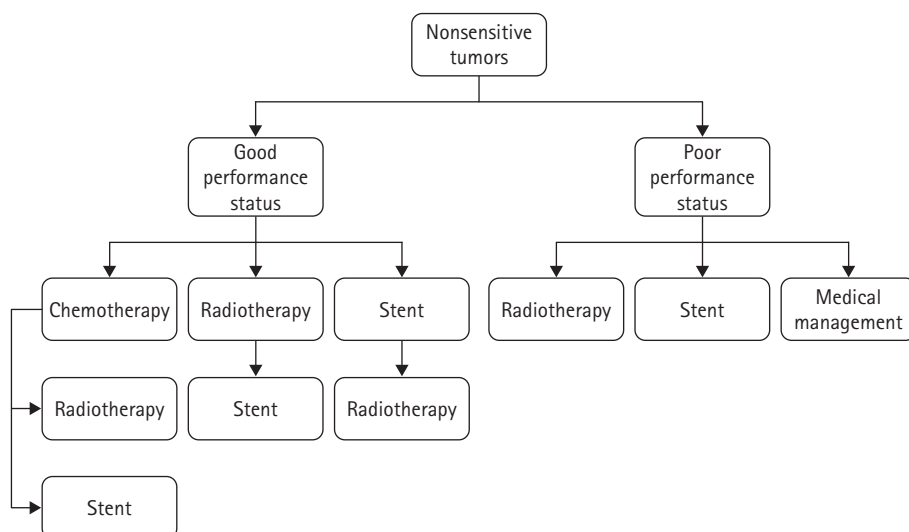 Nonsensitive
tumors
Good
performance
status
Poor
performance
status
Chemotherapy
Radiotherapy
Stent
Radiotherapy
Stent
Medical
management
Radiotherapy
Stent
Radiotherapy
Stent